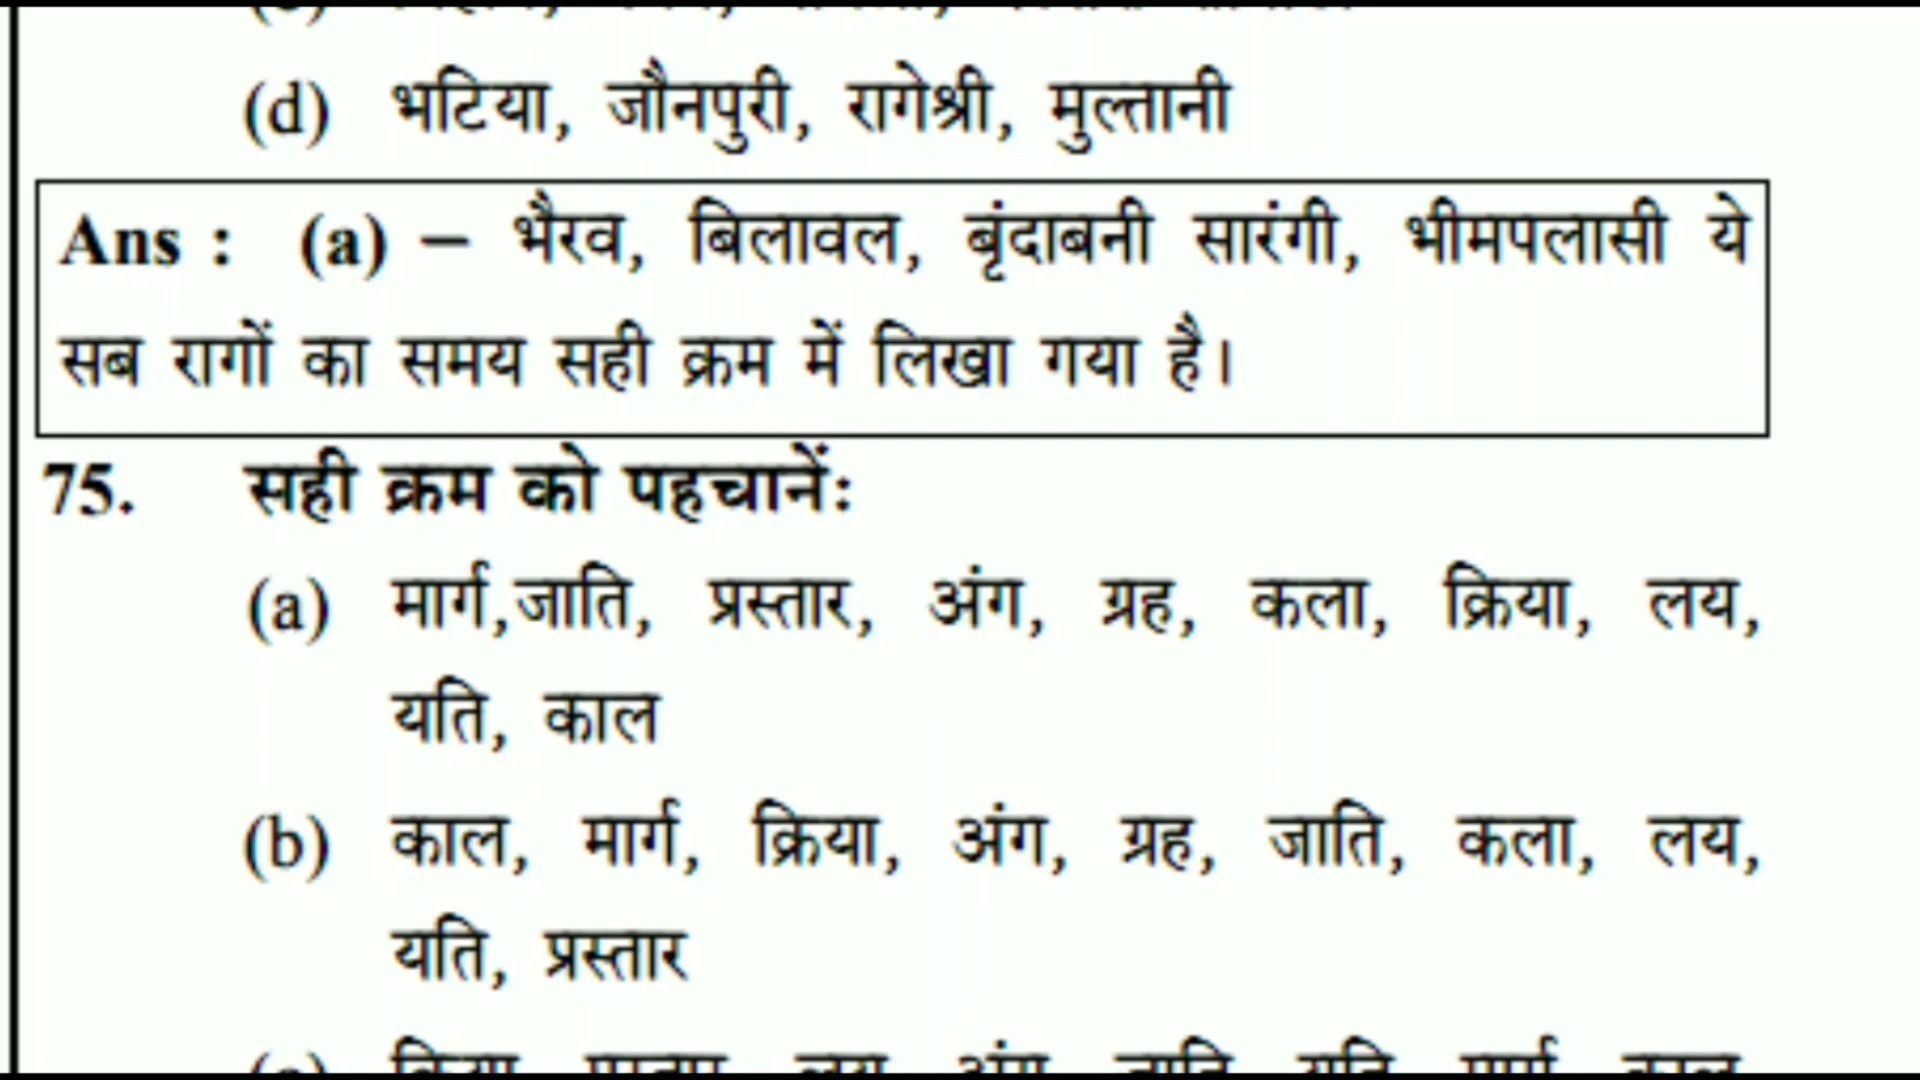 (d) भटिया, जौनपुरी, रागेश्री, मुल्तानी
Ans : (a) – भैरव, बिलावल, बृंदाबनी सारंगी, भीमपलासी ये
सब रागों का समय सही क्रम में लिखा गया है।
75. सही क्रम को पहचानें:
(a) मार्ग,जाति, प्रस्तार, अंग, ग्रह, कला, क्रिया, लय,
यति, काल
(b) काल, मार्ग, क्रिया, अंग, ग्रह, जाति, कला, लय,
यति, प्रस्तार